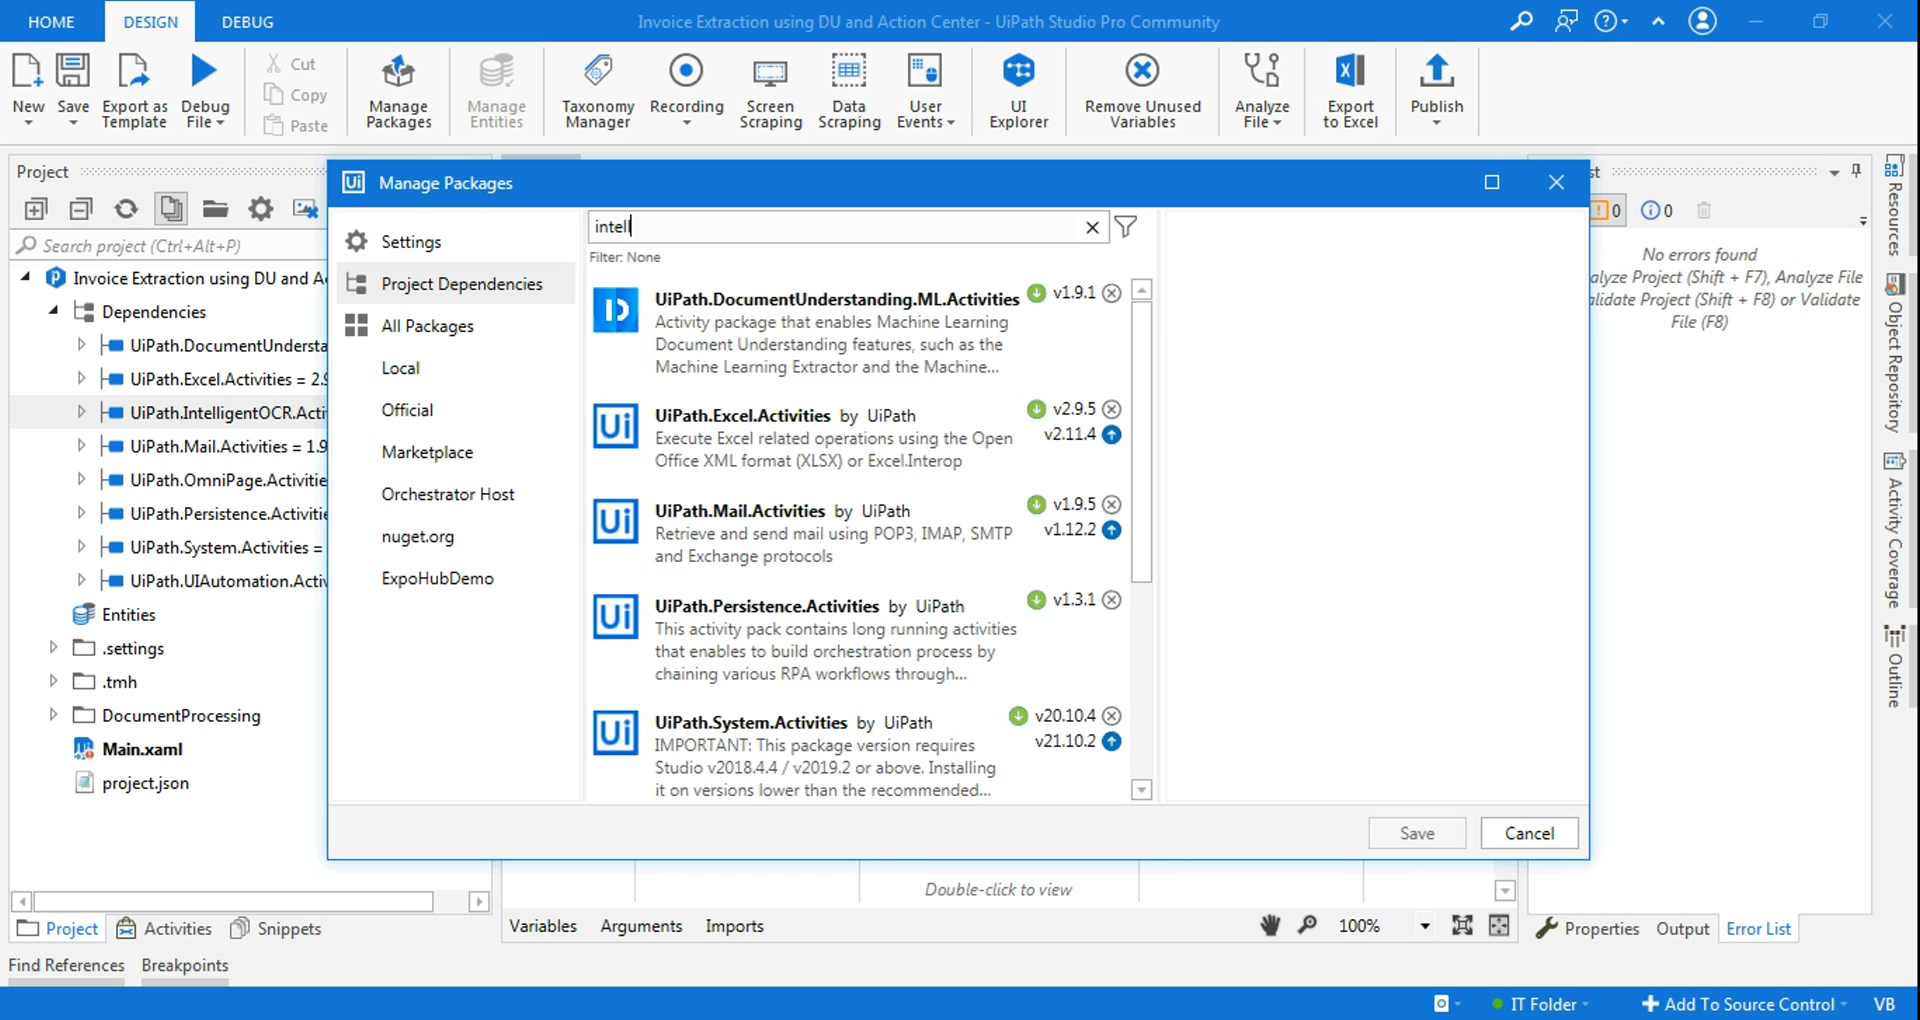 HOME DESIGN DEBUG
Invoice Extraction using DU and Action Center - UiPath Studio Pro Community
New
Save
Export as
Template
Debug
File
Cut
Copy
Paste
Manage
Packages
Manage
Entities
Taxonomy
Manager
Recording
Screen
Scraping
Data
Scraping
User
Events
UI
Explorer
Remove Unused
Variables
Analyze
File
Export
to Excel
Publish
Project
Search project (Ctrl+Alt+P)
Invoice Extraction using DU and A
Dependencies
UiPath.DocumentUndersta
UiPath.Excel.Activities = 2.9
UiPath.IntelligentOCR.Acti
UiPath.Mail.Activities = 1.9
UiPath.OmniPage.Activitie
UiPath.Persistence.Activitie
UiPath.System.Activities =
UiPath.UIAutomation.Activ
Entities
.settings
.tmh
DocumentProcessing
Main.xaml
project.json
Ui Manage Packages
Settings
Project Dependencies
All Packages
Local
Official
Marketplace
Orchestrator Host
nuget.org
ExpoHubDemo
intell
Filter: None
UiPath.DocumentUnderstanding.ML.Activities v1.9.1
Activity package that enables Machine Learning
Document Understanding features, such as the
Machine Learning Extractor and the Machine...
Ui
UiPath.Excel.Activities by UiPath v2.9.5
v2.11.4
Execute Excel related operations using the Open
Office XML format (XLSX) or Excel.Interop
Ui
UiPath.Mail.Activities by UiPath v1.9.5
v1.12.2
Retrieve and send mail using POP3, IMAP, SMTP
and Exchange protocols
Ui
UiPath.Persistence.Activities by UiPath v1.3.1
This activity pack contains long running activities
that enables to build orchestration process by
chaining various RPA workflows through...
Ui
UiPath.System.Activities by UiPath v20.10.4
v21.10.2
IMPORTANT: This package version requires
Studio v2018.4.4 / v2019.2 or above. Installing
it on versions lower than the recommended...
Save Cancel
st
0 0
No errors found
alyze Project (Shift + F7), Analyze File
alidate Project (Shift + F8) or Validate
File (F8)
Resources
Object Repository
Activity Coverage
Outline
Double-click to view
Variables Arguments Imports 100%
Project Activities Snippets
Properties Output Error List
Find References Breakpoints
IT Folder Add To Source Control VB